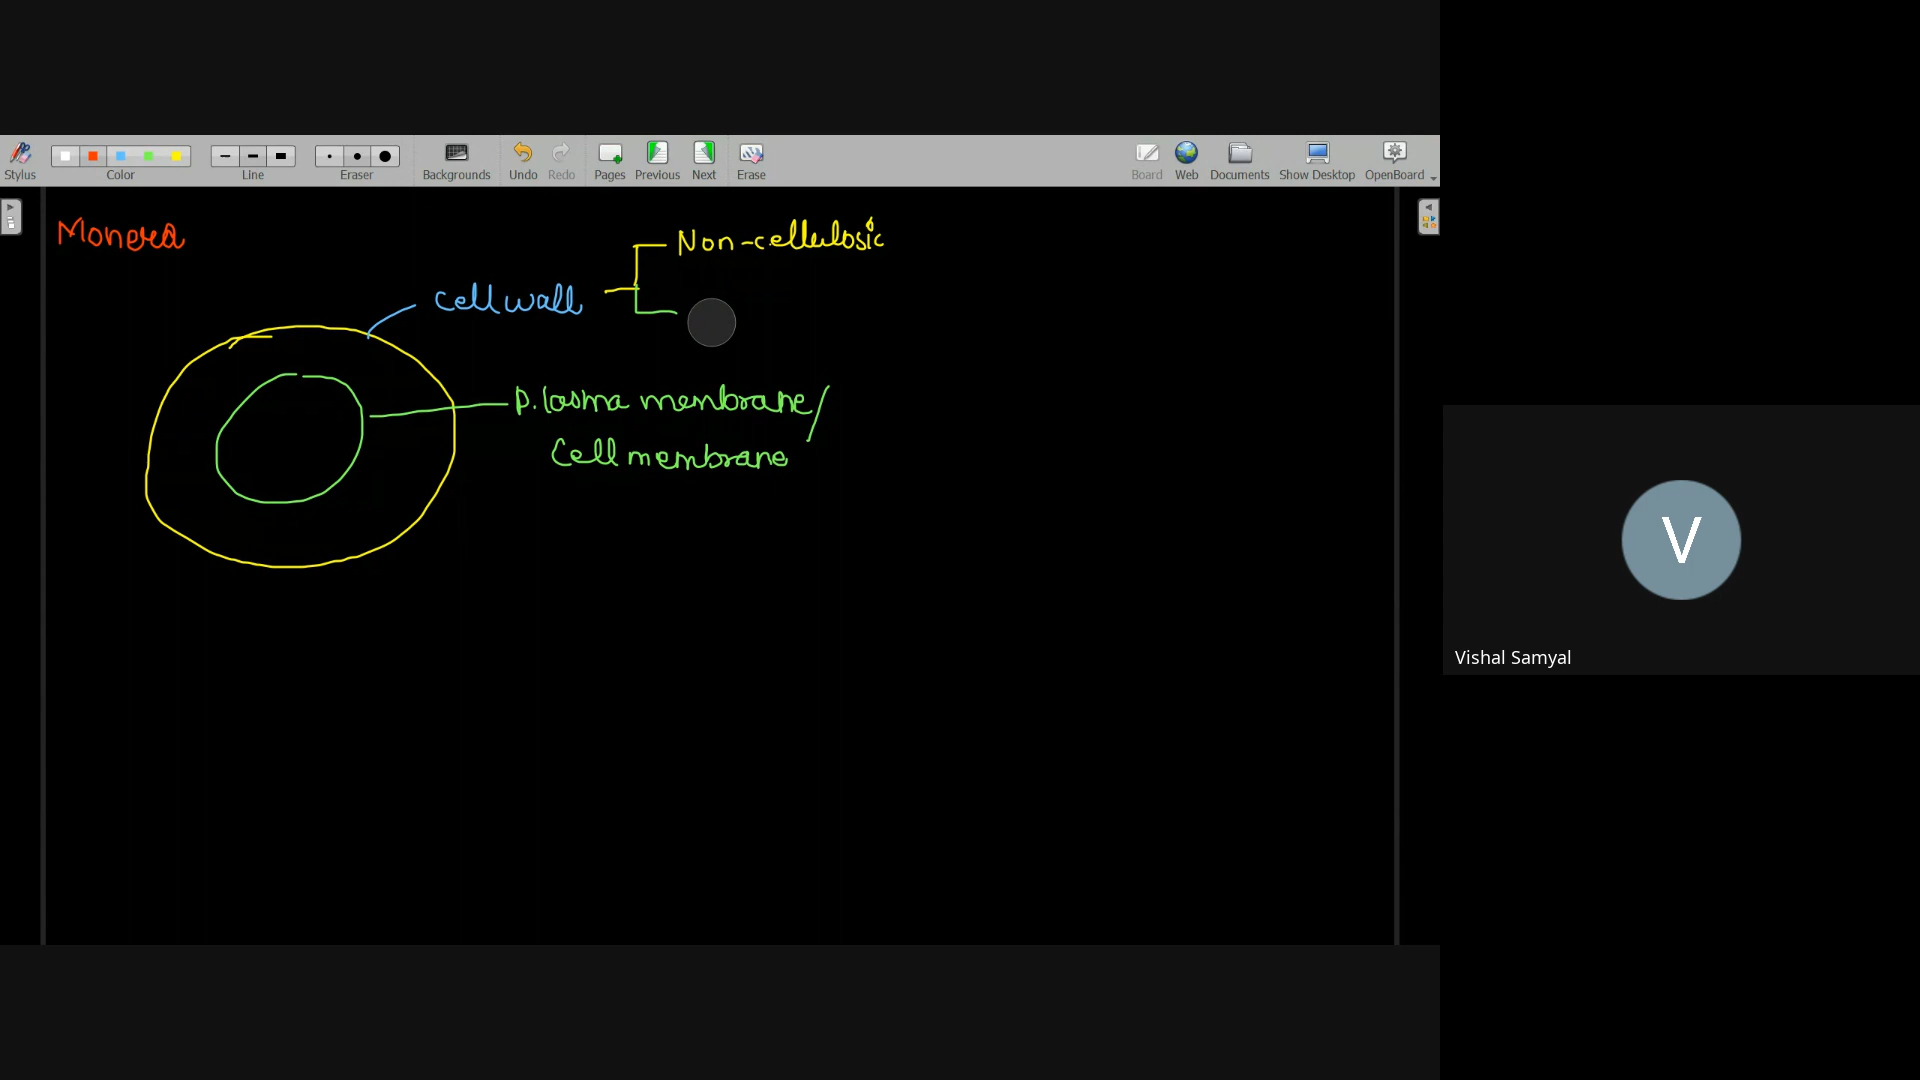 Stylus
Color
Line
Eraser
Backgrounds
Undo
Redo
Pages
Previous
Next
Erase
Board
Web
Documents
Show Desktop
OpenBoard
Monera
Non-cellulosic
cell wall
P.lasma membrane/
Cell membrane
V
Vishal Samyal